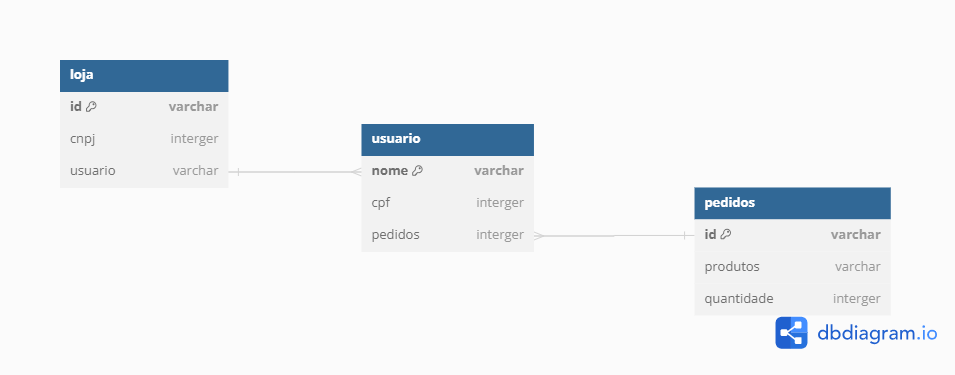 loja
id varchar
cnpj interger
usuario varchar
usuario
nome varchar
cpf interger
pedidos interger
pedidos
id varchar
produtos varchar
quantidade interger
dbdiagram.io